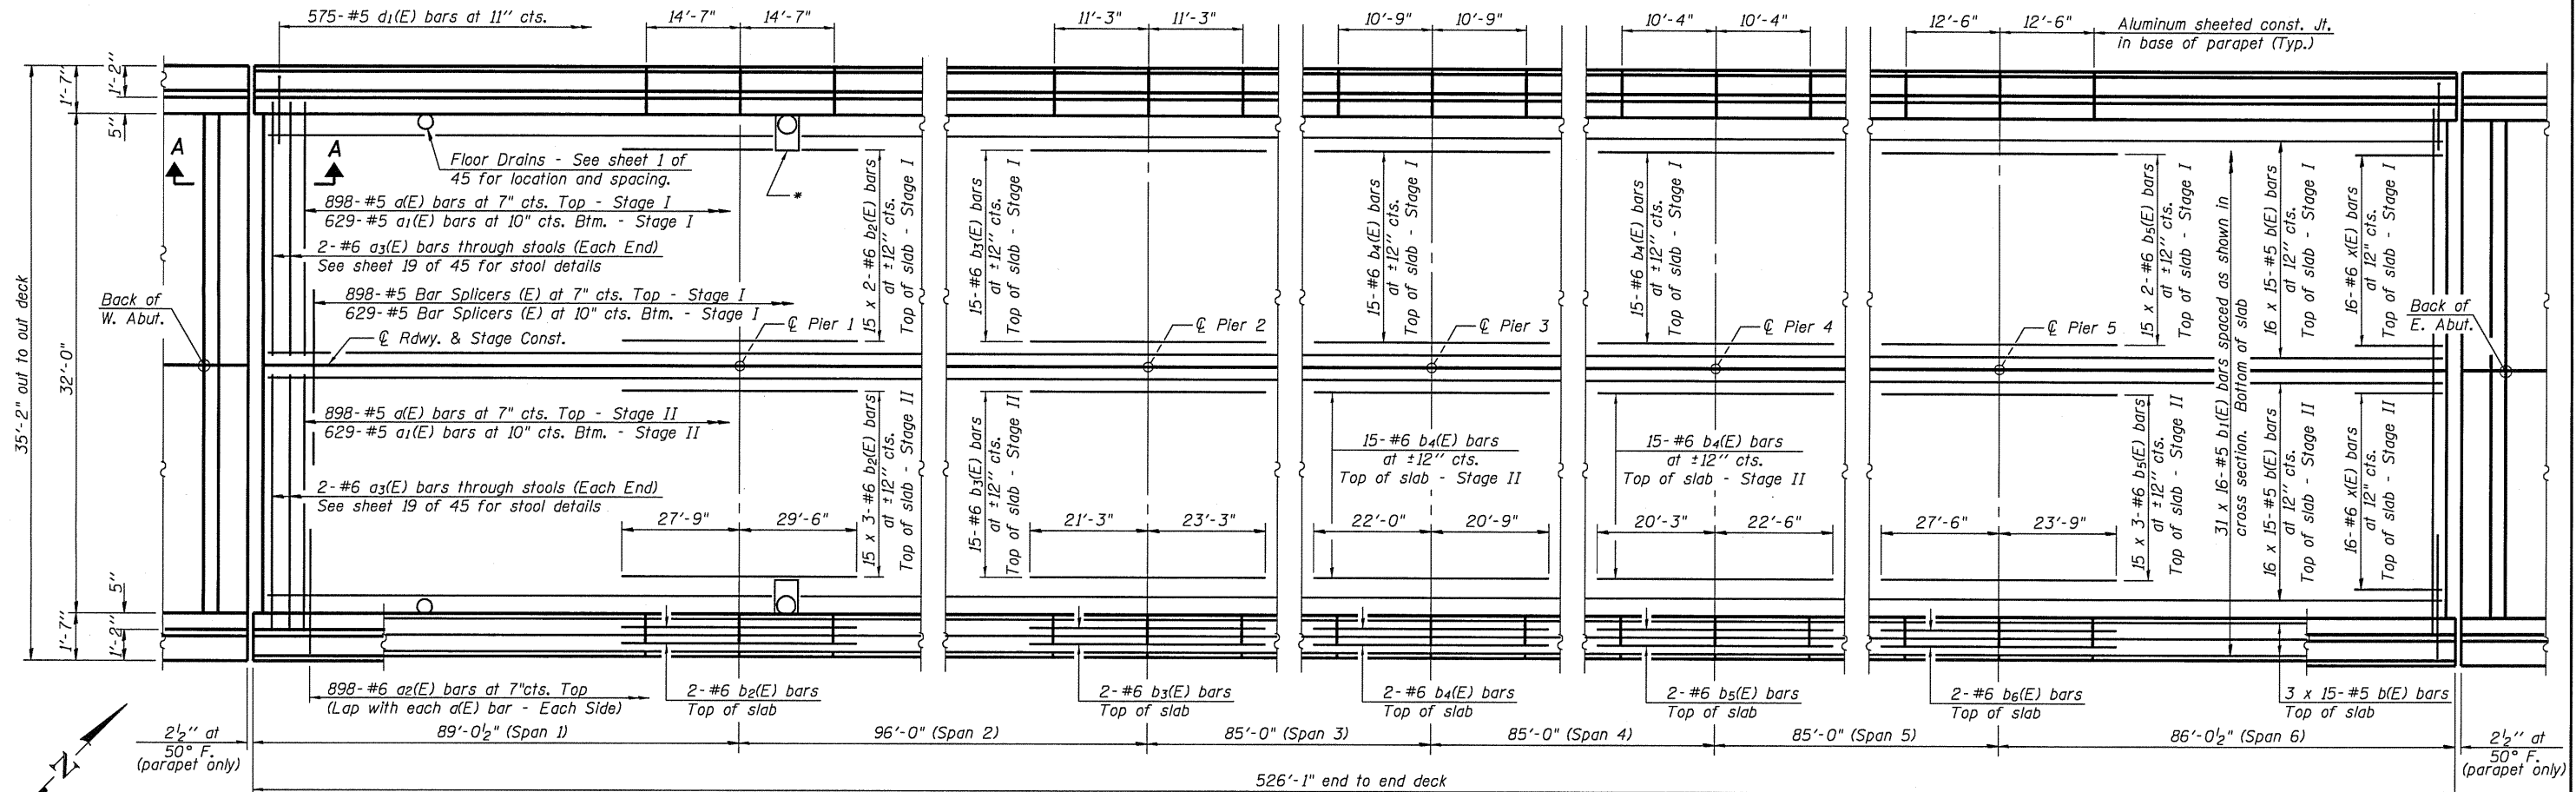 575-#5 d1(E) bars at 11" cts.
14'-7"
14'-7"
11'-3"
11'-3"
10'-9"
10'-9"
10'-4"
10'-4"
12'-6"
12'-6"
Aluminum sheeted const. Jt.
in base of parapet (Typ.)
35'-2" out to out deck
1'-7"
1'-2"
5"
32'-0"
A
A
Floor Drains - See sheet 1 of
45 for location and spacing.
*
898-#5 a(E) bars at 7" cts. Top - Stage I
629-#5 a1(E) bars at 10" cts. Btm. - Stage I
2-#6 a3(E) bars through stools (Each End)
See sheet 19 of 45 for stool details
Back of
W. Abut.
898-#5 Bar Splicers (E) at 7" cts. Top - Stage I
629-#5 Bar Splicers (E) at 10" cts. Btm. - Stage I
℄ Rdwy. & Stage Const.
℄ Pier 1
℄ Pier 2
℄ Pier 3
℄ Pier 4
℄ Pier 5
15 x 2-#6 b2(E) bars
at ±12" cts.
Top of slab - Stage I
15-#6 b3(E) bars
at ±12" cts.
Top of slab - Stage I
15-#6 b4(E) bars
at ±12" cts.
Top of slab - Stage I
15-#6 b4(E) bars
at ±12" cts.
Top of slab - Stage I
15 x 2-#6 b5(E) bars
at ±12" cts.
Top of slab - Stage I
31 x 16-#5 b1(E) bars spaced as shown in
cross section. Bottom of slab
16 x 15-#5 b(E) bars
at 12" cts.
Top of slab - Stage I
16-#6 x(E) bars
at 12" cts.
Top of slab - Stage I
Back of
E. Abut.
898-#5 a(E) bars at 7" cts. Top - Stage II
629-#5 a1(E) bars at 10" cts. Btm. - Stage II
2-#6 a3(E) bars through stools (Each End)
See sheet 19 of 45 for stool details
15 x 3-#6 b2(E) bars
at ±12" cts.
Top of slab - Stage II
15-#6 b3(E) bars
at ±12" cts.
Top of slab - Stage II
15-#6 b4(E) bars
at ±12" cts.
Top of slab - Stage II
15-#6 b4(E) bars
at ±12" cts.
Top of slab - Stage II
15 x 3-#6 b5(E) bars
at ±12" cts.
Top of slab - Stage II
16 x 15-#5 b(E) bars
at 12" cts.
Top of slab - Stage II
16-#6 x(E) bars
at 12" cts.
Top of slab - Stage II
27'-9"
29'-6"
21'-3"
23'-3"
22'-0"
20'-9"
20'-3"
22'-6"
27'-6"
23'-9"
5"
1'-7"
1'-2"
898-#6 a2(E) bars at 7"cts. Top
(Lap with each a(E) bar - Each Side)
2-#6 b2(E) bars
Top of slab
2-#6 b3(E) bars
Top of slab
2-#6 b4(E) bars
Top of slab
2-#6 b5(E) bars
Top of slab
2-#6 b6(E) bars
Top of slab
3 x 15-#5 b(E) bars
Top of slab
N
2½" at
50° F.
(parapet only)
89'-0½" (Span 1)
96'-0" (Span 2)
85'-0" (Span 3)
85'-0" (Span 4)
85'-0" (Span 5)
86'-0½" (Span 6)
2½" at
50° F.
(parapet only)
526'-1" end to end deck